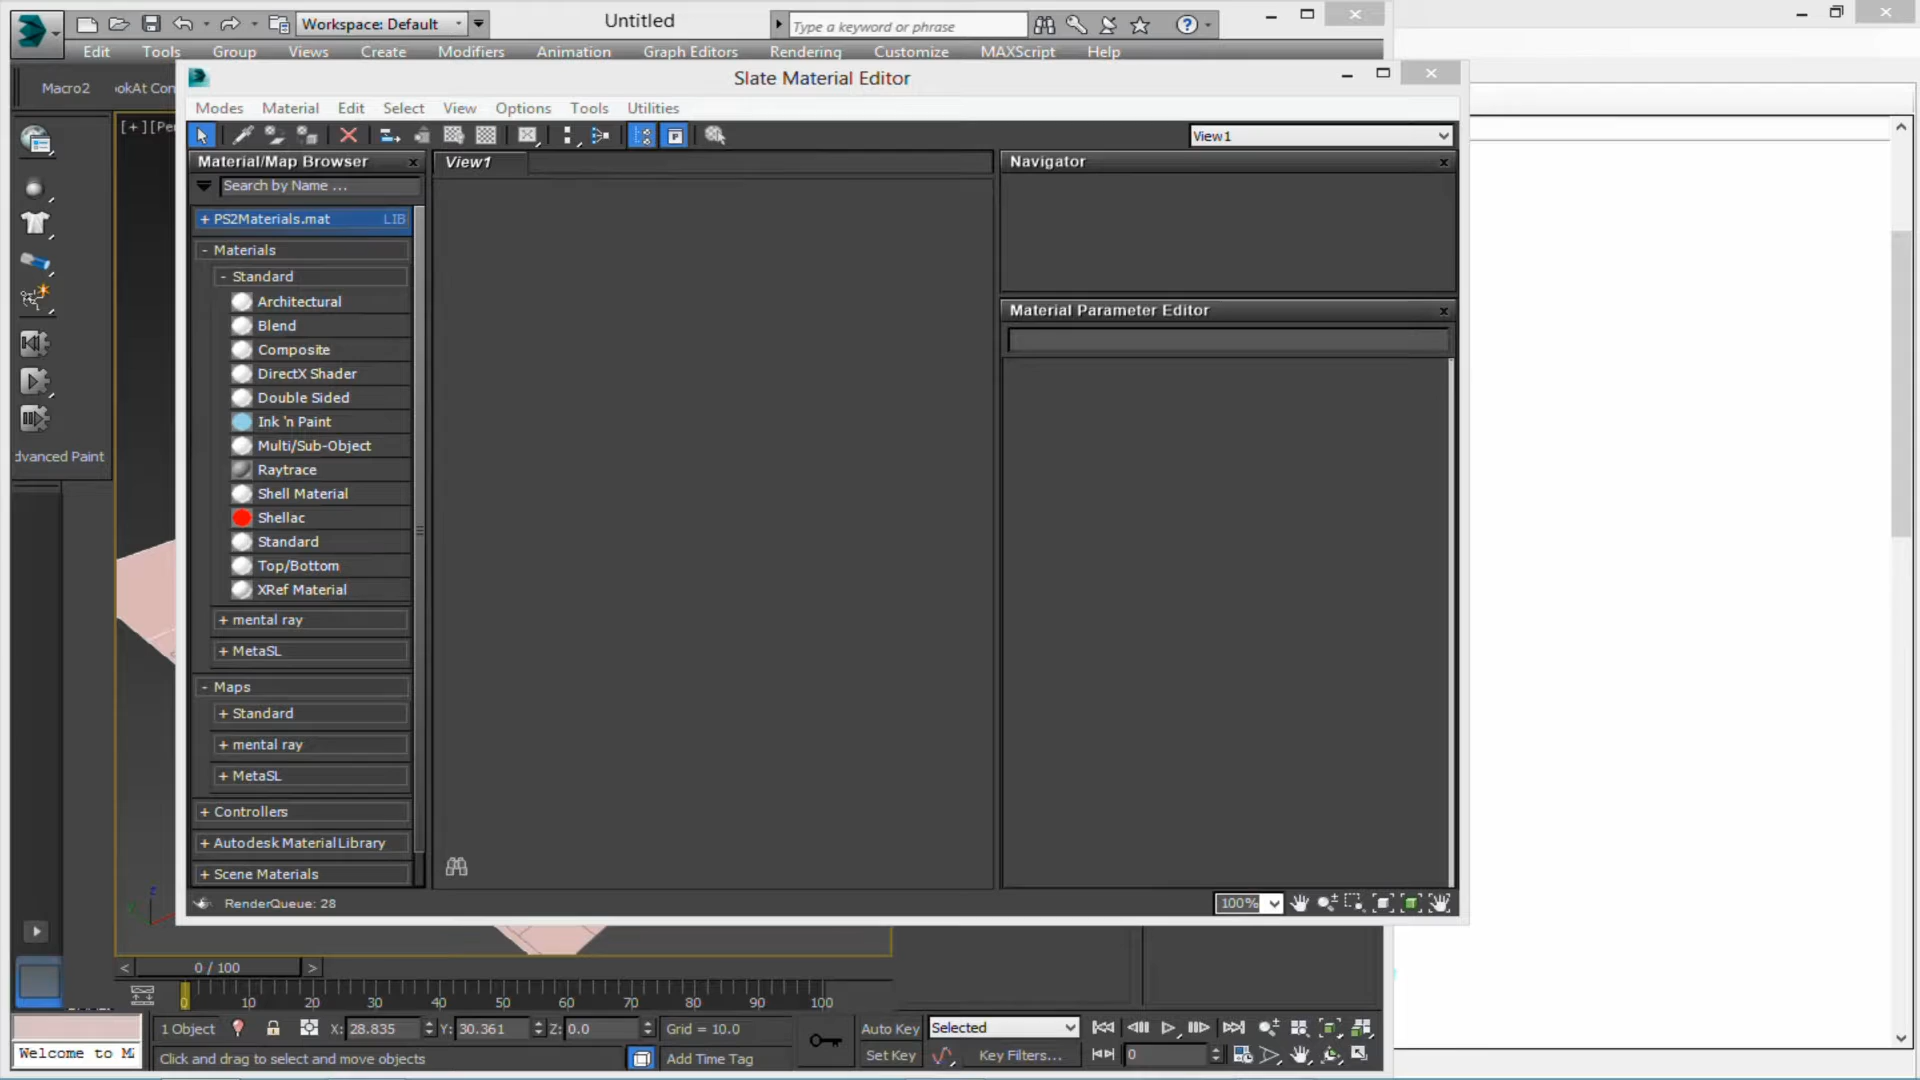 Workspace: Default
Untitled
Type a keyword or phrase
Edit Tools Group Views Create Modifiers Animation Graph Editors Rendering Customize MAXScript Help
Macro2
ookAt Con
Slate Material Editor
[+][Per
Modes Material Edit Select View Options Tools Utilities
View1
Material/Map Browser
View1
Navigator
Search by Name ...
+ PS2Materials.mat LIB
- Materials
- Standard
Architectural
Blend
Composite
DirectX Shader
Double Sided
Ink 'n Paint
Multi/Sub-Object
Raytrace
Shell Material
Shellac
Standard
Top/Bottom
XRef Material
+ mental ray
+ MetaSL
- Maps
+ Standard
+ mental ray
+ MetaSL
+ Controllers
+ Autodesk Material Library
+ Scene Materials
Material Parameter Editor
dvanced Paint
RenderQueue: 28
100%
z
< 0 / 100 >
0 10 20 30 40 50 60 70 80 90 100
1 Object X: 28.835 Y: 30.361 Z: 0.0 Grid = 10.0 Auto Key Selected
Welcome to M
Click and drag to select and move objects Add Time Tag Set Key Key Filters... 0